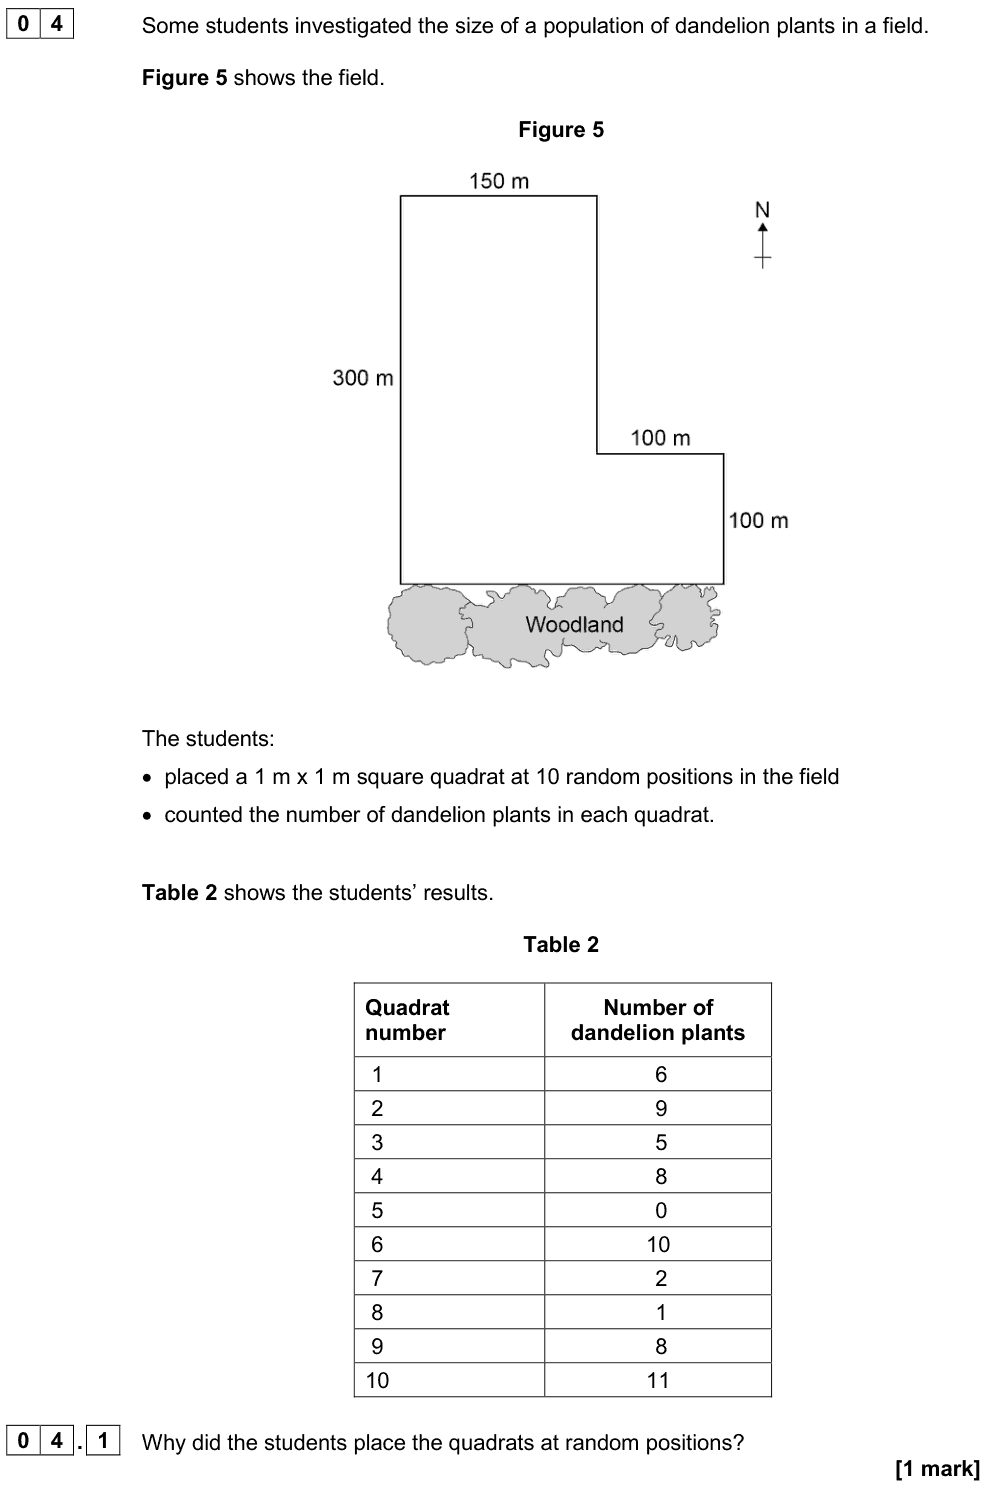 0 4 Some students investigated the size of a population of dandelion plants in a field.
Figure 5 shows the field.
Figure 5
150 m
N
300 m
100 m
100 m
Woodland
The students:
• placed a 1 m x 1 m square quadrat at 10 random positions in the field
• counted the number of dandelion plants in each quadrat.
Table 2 shows the students’ results.
Table 2
Quadrat number Number of dandelion plants
1 6
2 9
3 5
4 8
5 0
6 10
7 2
8 1
9 8
10 11
0 4 . 1 Why did the students place the quadrats at random positions?
[1 mark]